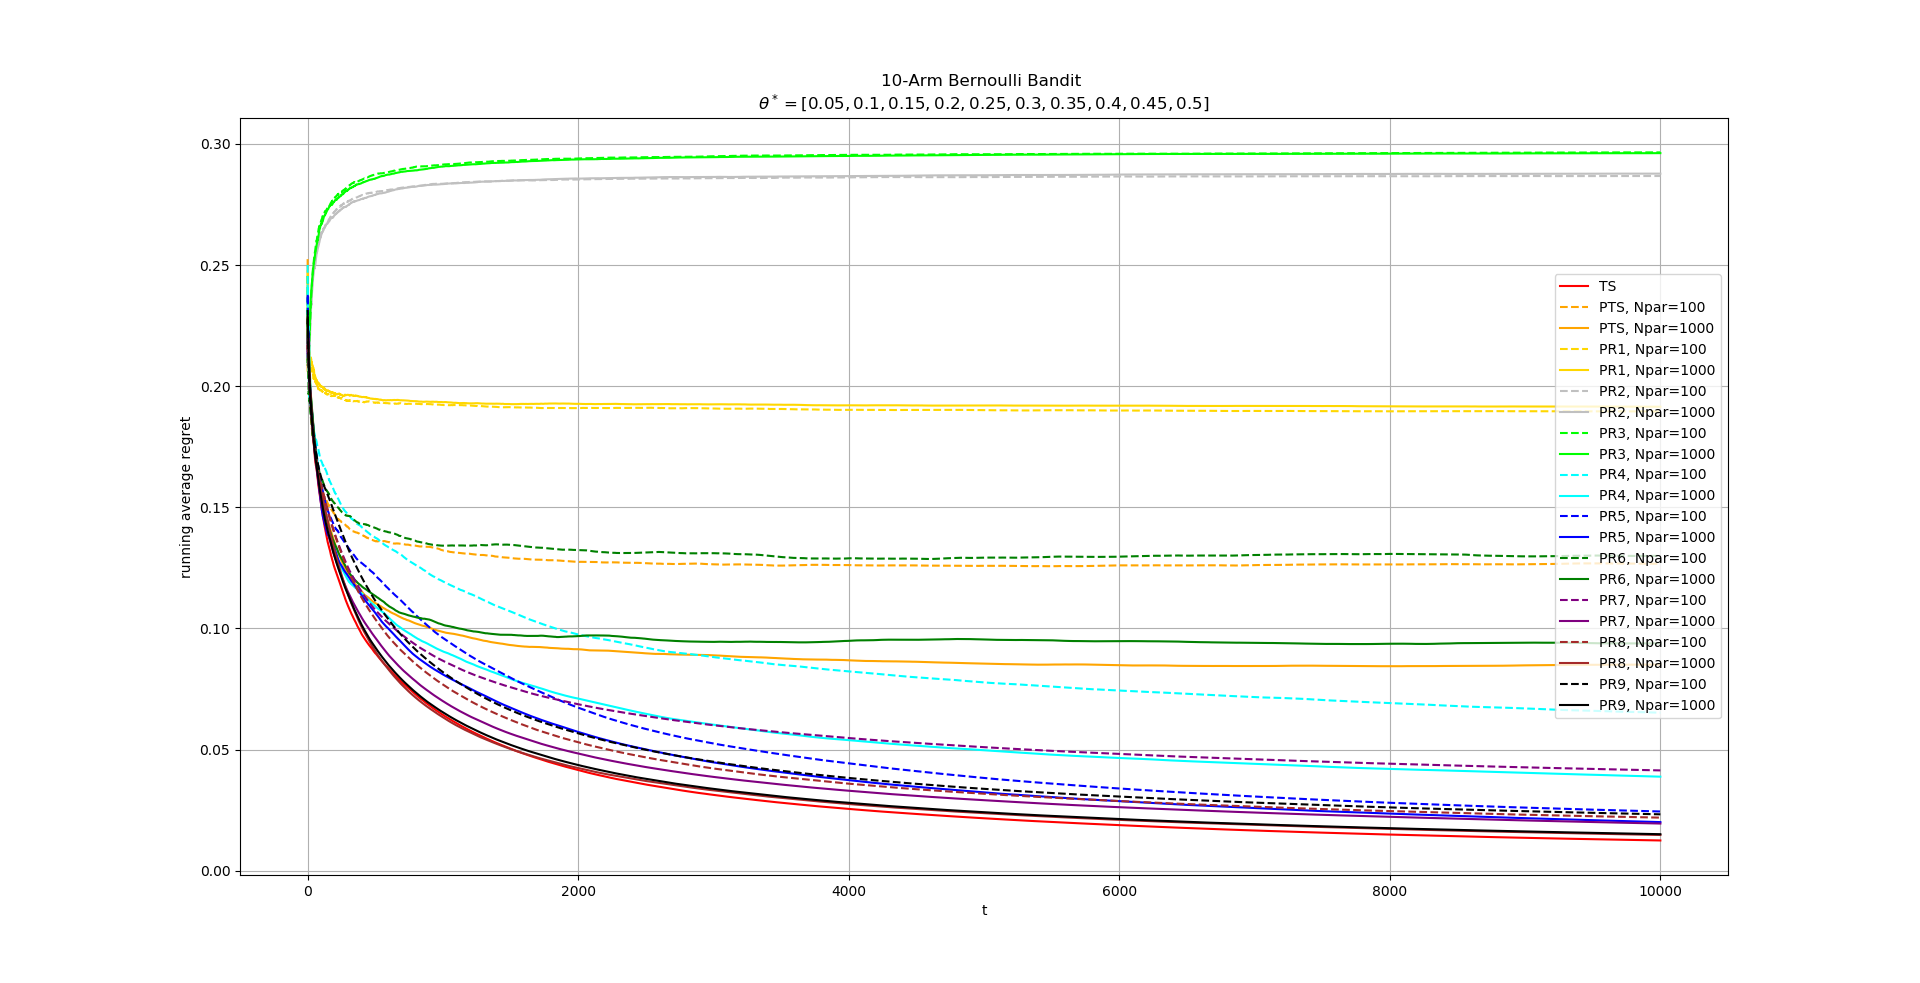 10-Arm Bernoulli Bandit
θ* = [0.05, 0.1, 0.15, 0.2, 0.25, 0.3, 0.35, 0.4, 0.45, 0.5]
running average regret
0.30
0.25
0.20
0.15
0.10
0.05
0.00
TS
PTS, Npar=100
PTS, Npar=1000
PR1, Npar=100
PR1, Npar=1000
PR2, Npar=100
PR2, Npar=1000
PR3, Npar=100
PR3, Npar=1000
PR4, Npar=100
PR4, Npar=1000
PR5, Npar=100
PR5, Npar=1000
PR6, Npar=100
PR6, Npar=1000
PR7, Npar=100
PR7, Npar=1000
PR8, Npar=100
PR8, Npar=1000
PR9, Npar=100
PR9, Npar=1000
0 2000 4000 6000 8000 10000
t